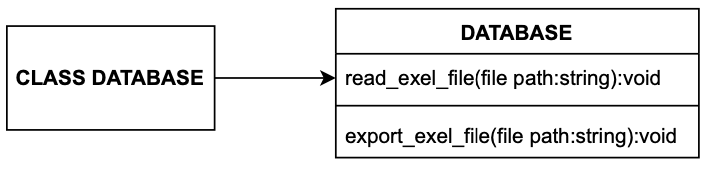 CLASS DATABASE
DATABASE
read_exel_file(file path:string):void
export_exel_file(file path:string):void